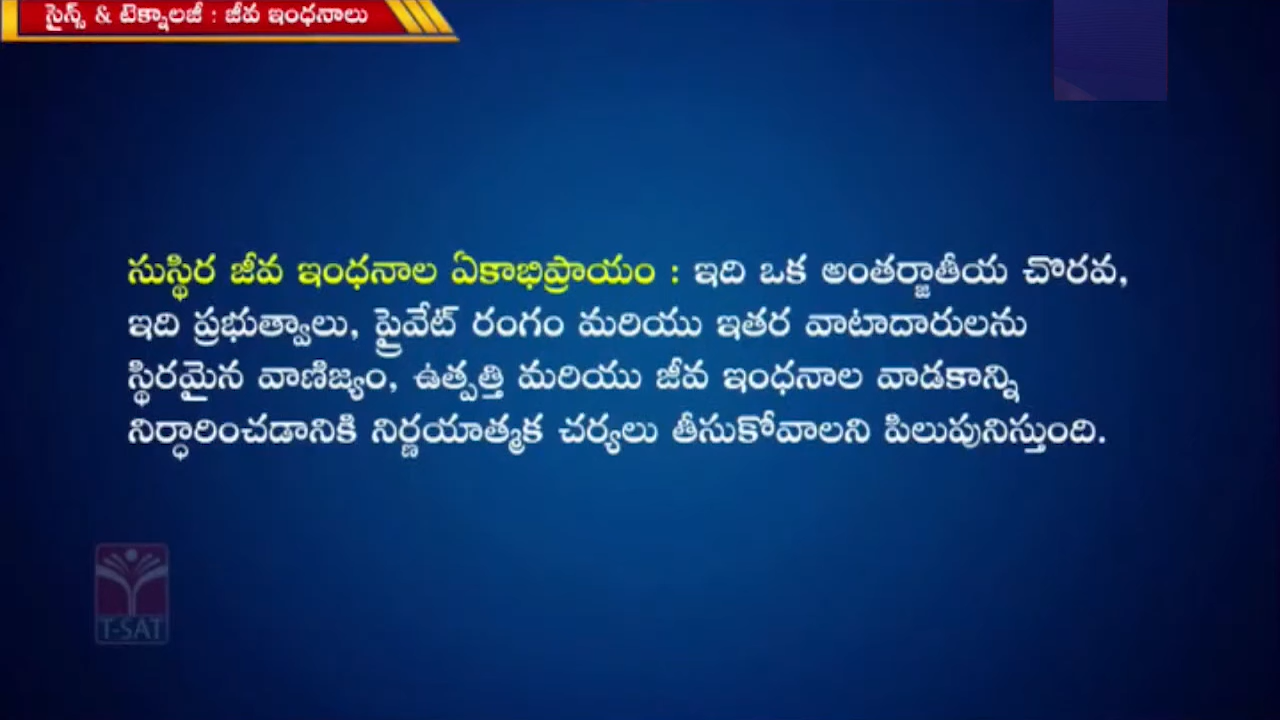 సైన్స్ & టెక్నాలజీ : జీవ ఇంధనాలు
సుస్థిర జీవ ఇంధనాల ఏకాభిప్రాయం : ఇది ఒక అంతర్జాతీయ చొరవ,
ఇది ప్రభుత్వాలు, ప్రైవేట్ రంగం మరియు ఇతర వాటాదారులను
స్థిరమైన వాణిజ్యం, ఉత్పత్తి మరియు జీవ ఇంధనాల వాడకాన్ని
నిర్ధారించడానికి నిర్ణయాత్మక చర్యలు తీసుకోవాలని పిలుపునిస్తుంది.
T-SAT